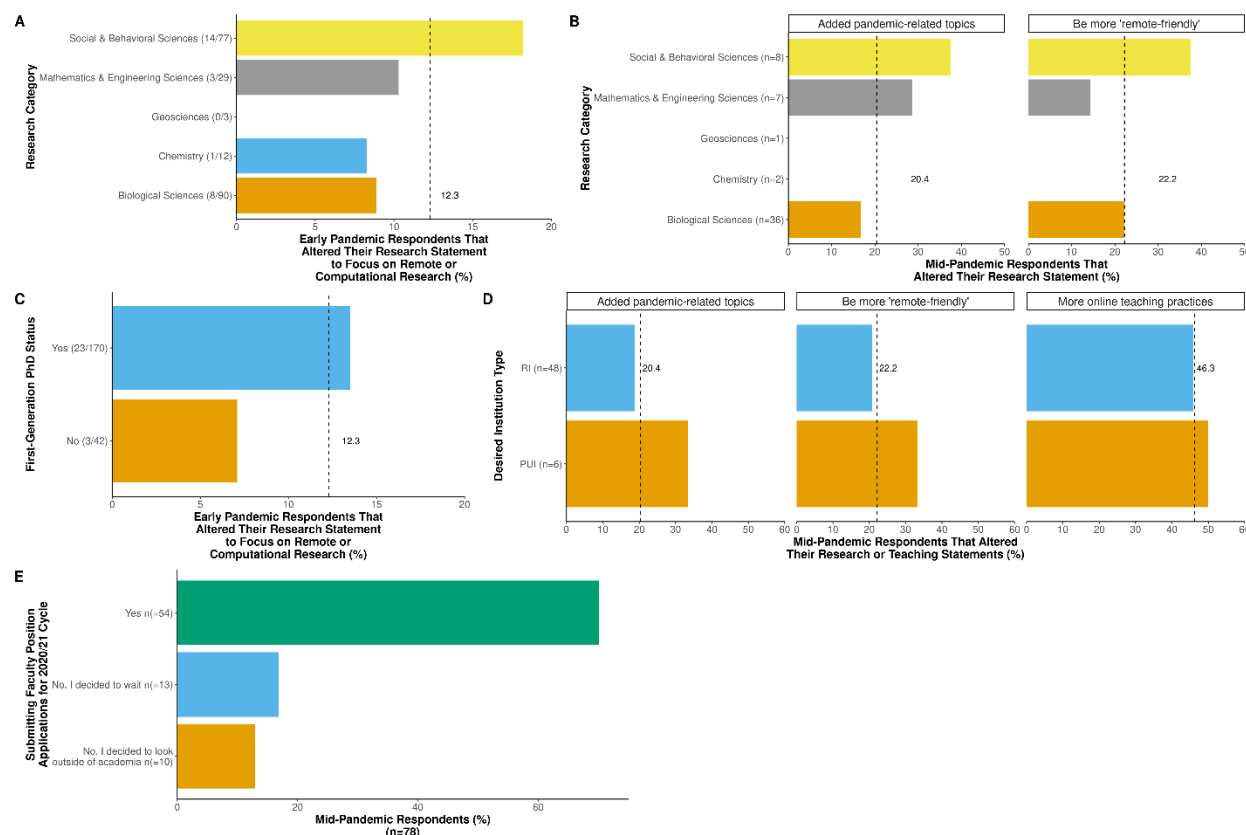 A
Research Category
Social & Behavioral Sciences (14/77)
Mathematics & Engineering Sciences (3/29)
Geosciences (0/3)
Chemistry (1/12)
Biological Sciences (8/90)
12.3
0 5 10 15 20
Early Pandemic Respondents That
Altered Their Research Statement
to Focus on Remote or
Computational Research (%)
B
Added pandemic-related topics
Be more 'remote-friendly'
Research Category
Social & Behavioral Sciences (n=8)
Mathematics & Engineering Sciences (n=7)
Geosciences (n=1)
Chemistry (n=2)
Biological Sciences (n=36)
20.4
22.2
0 10 20 30 40 50
0 10 20 30 40 50
Mid-Pandemic Respondents That
Altered Their Research Statement (%)
C
First-Generation PhD Status
Yes (23/170)
No (3/42)
12.3
0 5 10 15 20
Early Pandemic Respondents That
Altered Their Research Statement
to Focus on Remote or
Computational Research (%)
D
Added pandemic-related topics
Be more 'remote-friendly'
More online teaching practices
Desired Institution Type
RI (n=48)
PUI (n=6)
20.4
22.2
46.3
0 10 20 30 40 50 60
0 10 20 30 40 50 60
0 10 20 30 40 50 60
Mid-Pandemic Respondents That Altered
Their Research or Teaching Statements (%)
E
Submitting Faculty Position
Applications for 2020/21 Cycle
Yes n(=54)
No, I decided to wait n(=13)
No, I decided to look
outside of academia n(=10)
0 20 40 60
Mid-Pandemic Respondents (%)
(n=78)